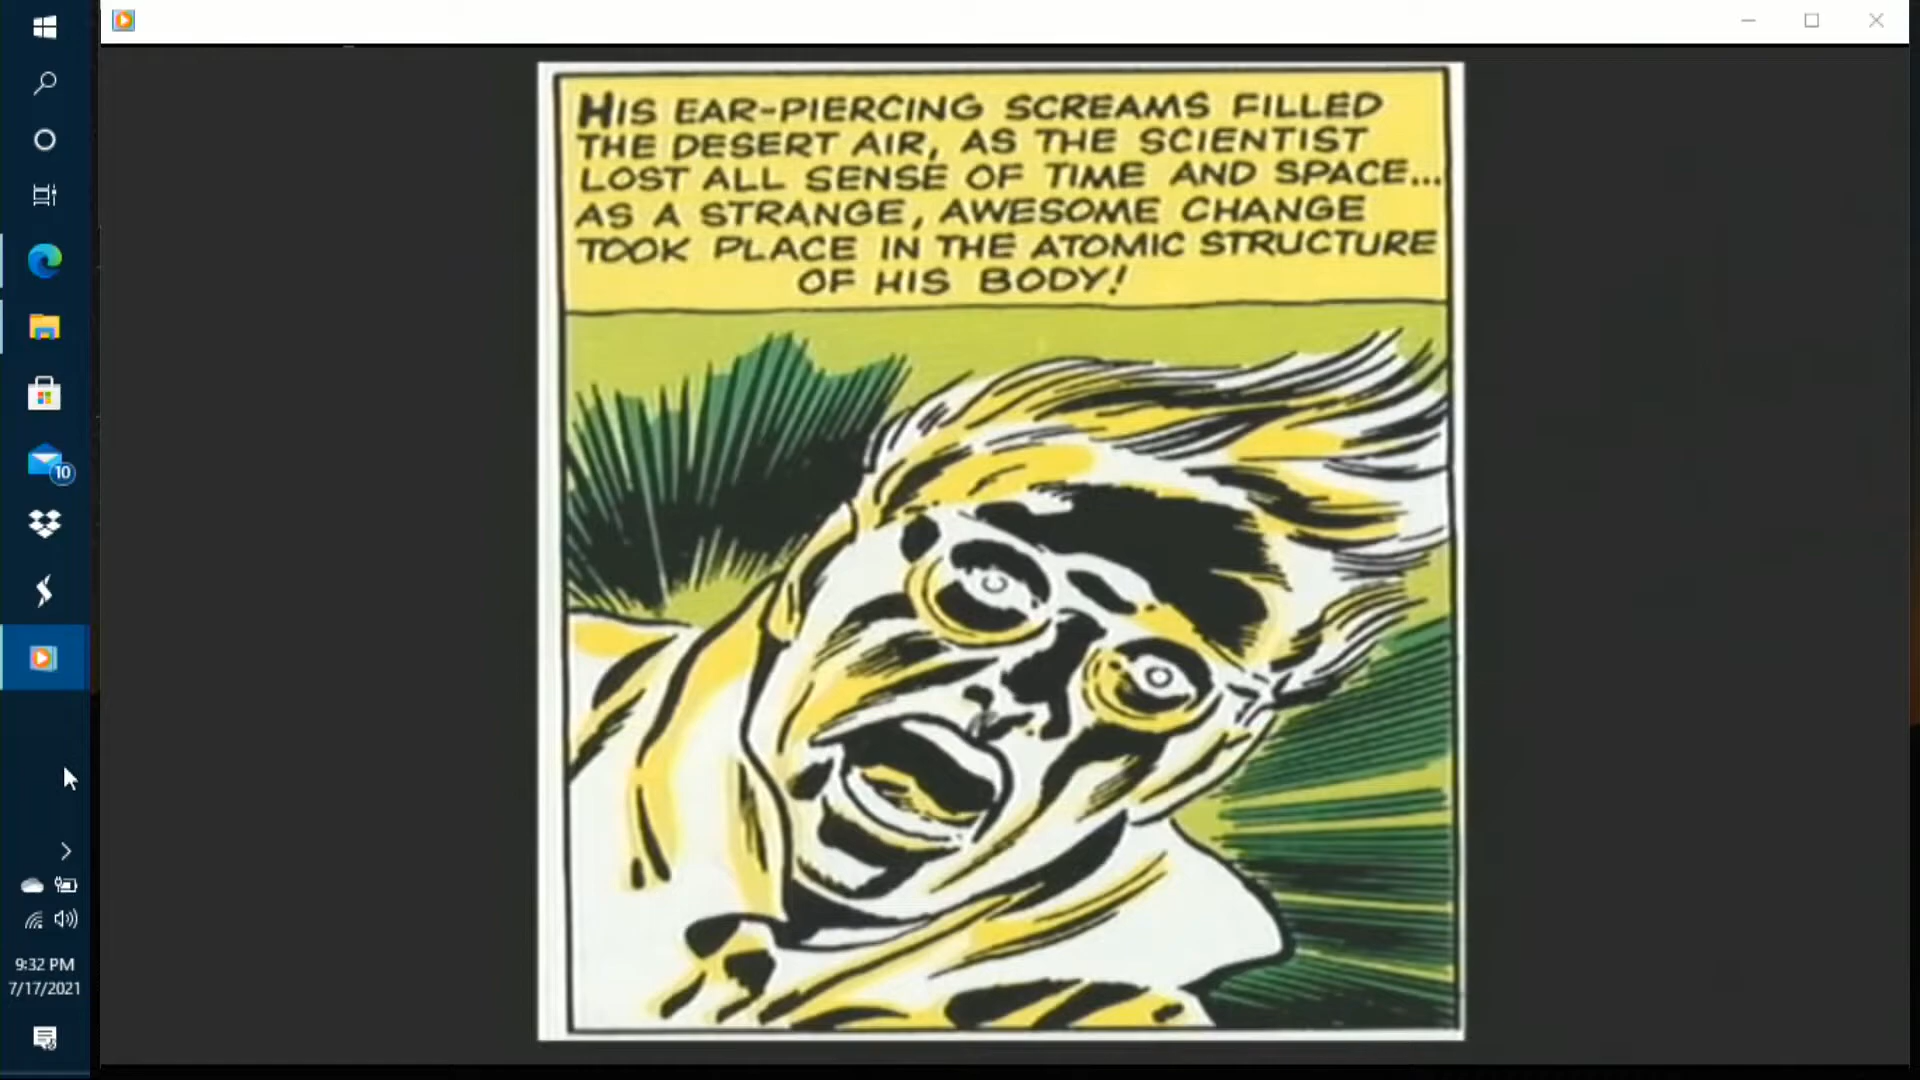 HIS EAR-PIERCING SCREAMS FILLED
THE DESERT AIR, AS THE SCIENTIST
LOST ALL SENSE OF TIME AND SPACE...
AS A STRANGE, AWESOME CHANGE
TOOK PLACE IN THE ATOMIC STRUCTURE
OF HIS BODY!
10
9:32 PM
7/17/2021